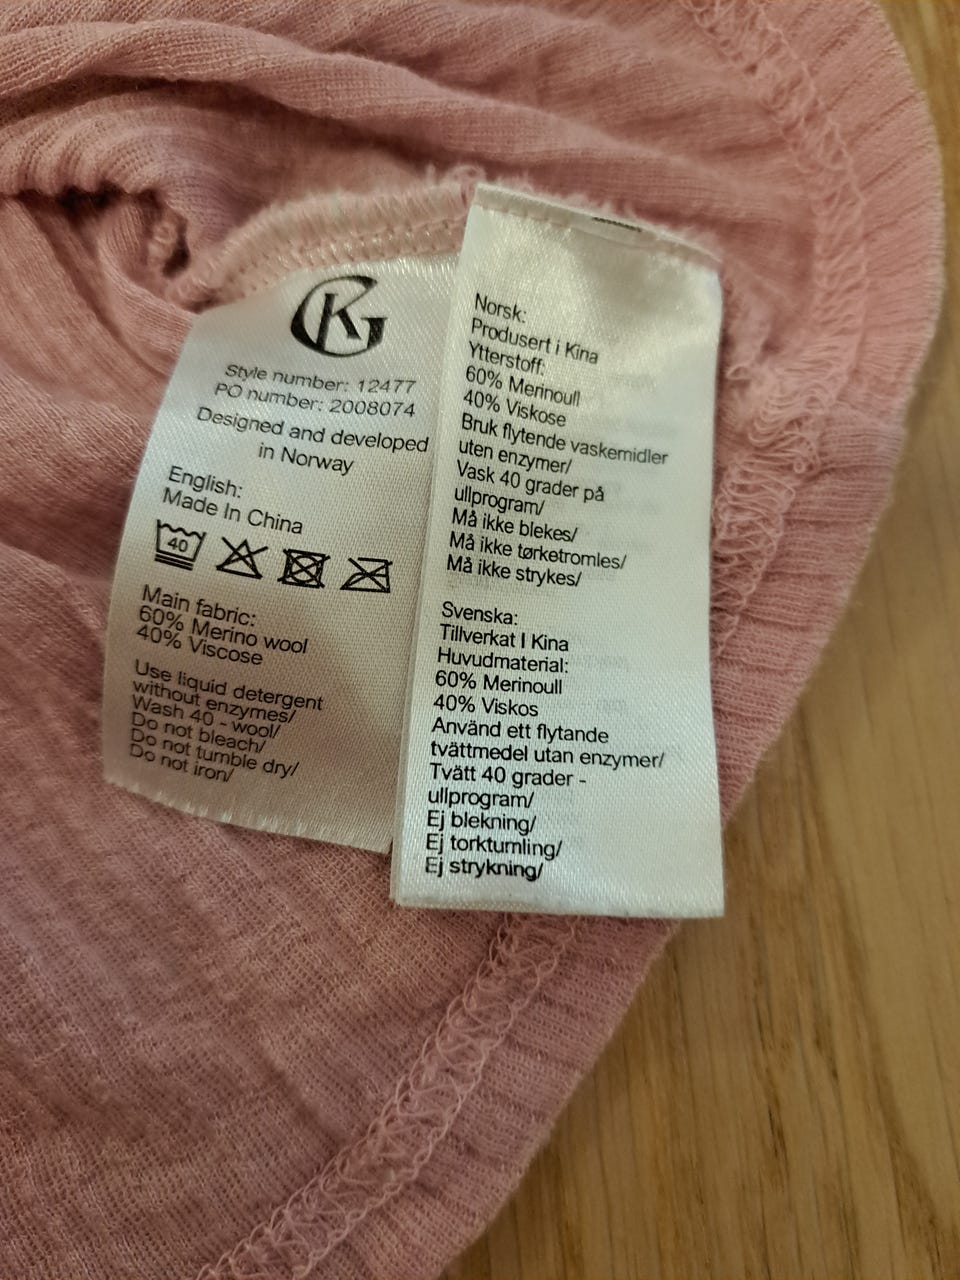 GK
Style number: 12477
PO number: 2008074
Designed and developed
in Norway
English:
Made In China
40
Main fabric:
60% Merino wool
40% Viscose
Use liquid detergent
without enzymes/
Wash 40 - wool/
Do not bleach/
Do not tumble dry/
Do not iron/
Norsk:
Produsert i Kina
Ytterstoff:
60% Merinoull
40% Viskose
Bruk flytende vaskemidler
uten enzymer/
Vask 40 grader på
ullprogram/
Må ikke blekes/
Må ikke tørketromles/
Må ikke strykes/
Svenska:
Tillverkat I Kina
Huvudmaterial:
60% Merinoull
40% Viskos
Använd ett flytande
tvättmedel utan enzymer/
Tvätt 40 grader -
ullprogram/
Ej blekning/
Ej torktumling/
Ej strykning/